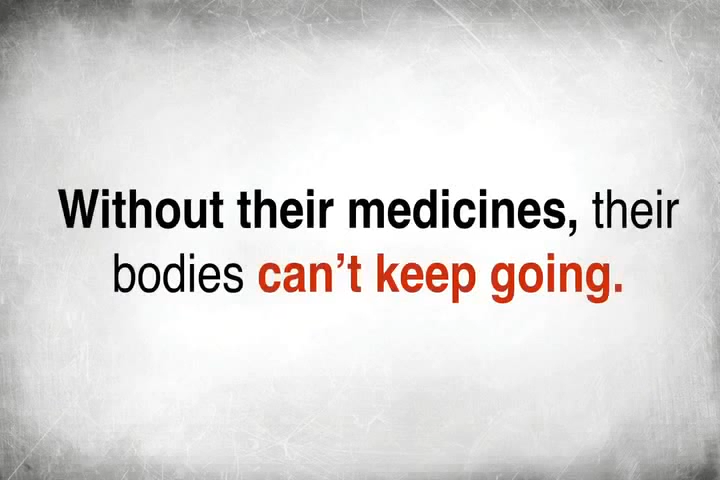 Without their medicines, their
bodies can’t keep going.